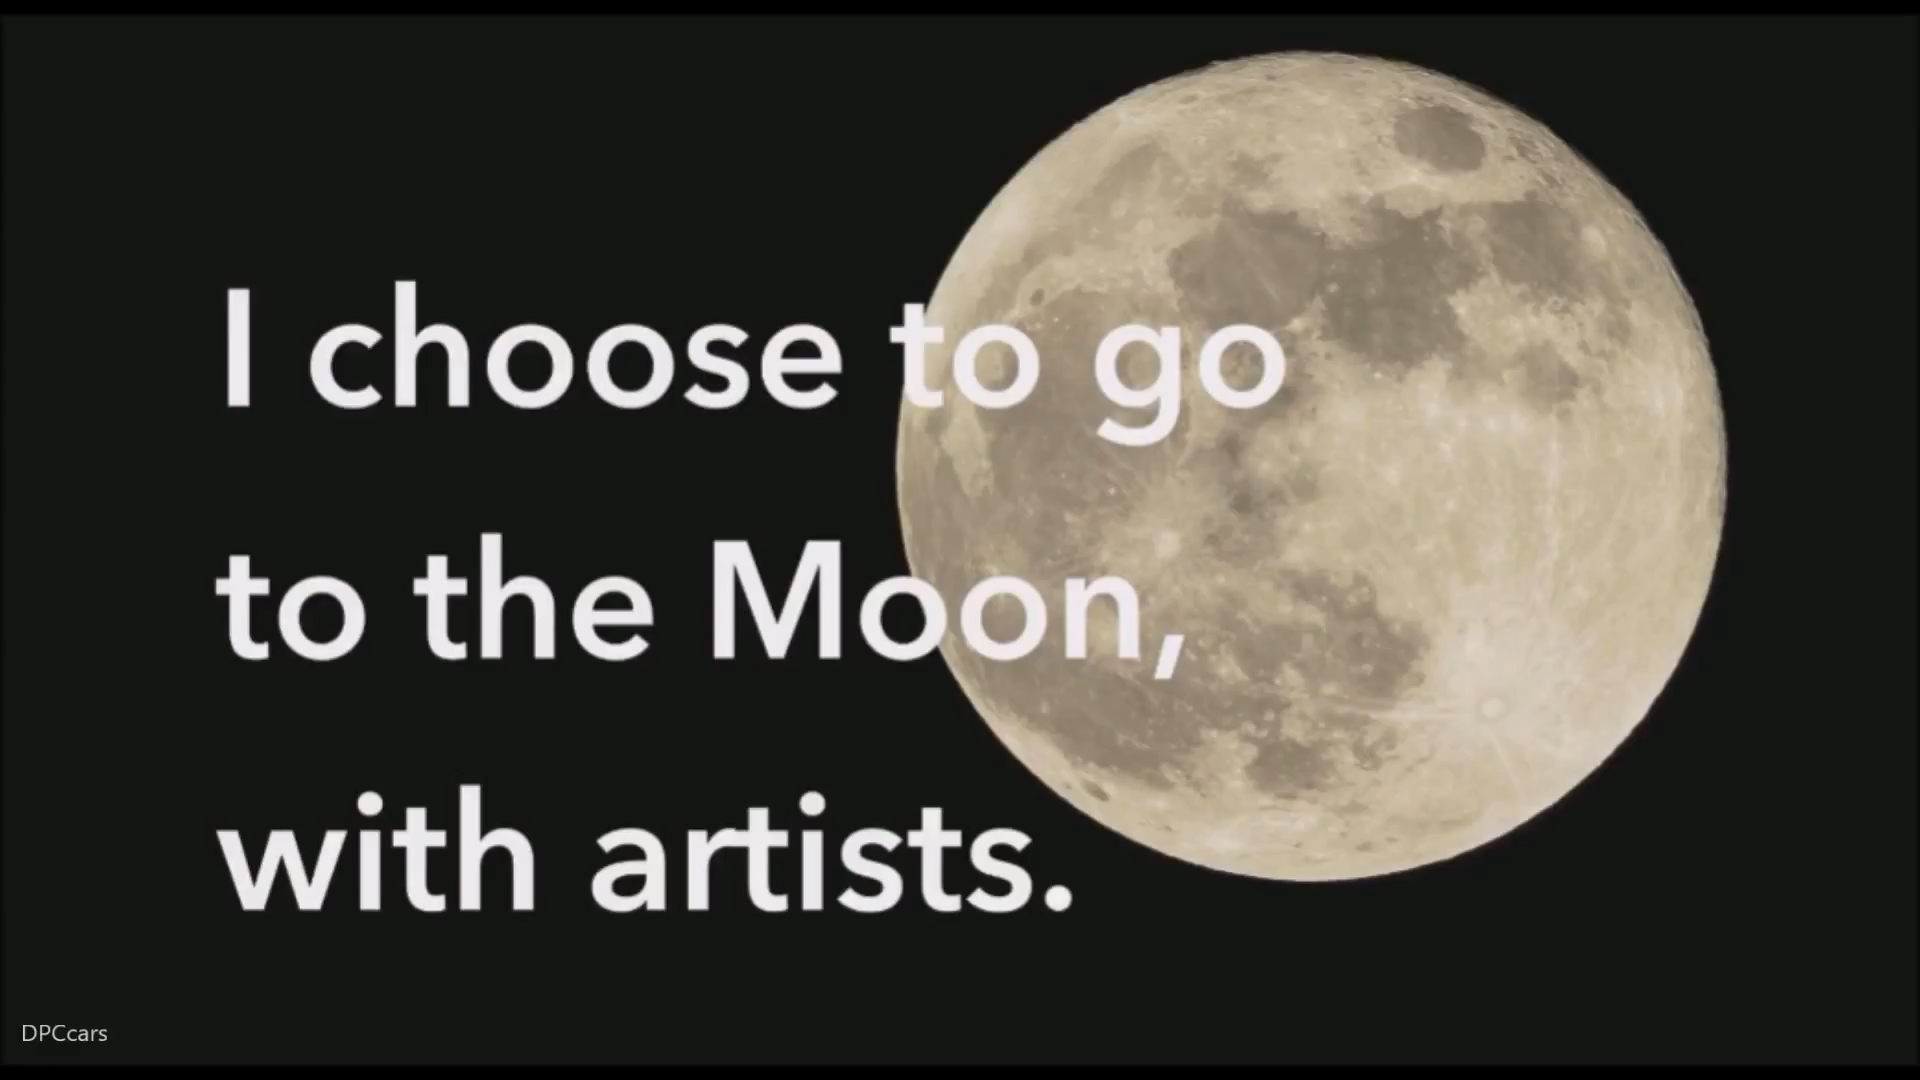 I choose to go
to the Moon,
with artists.
DPCcars